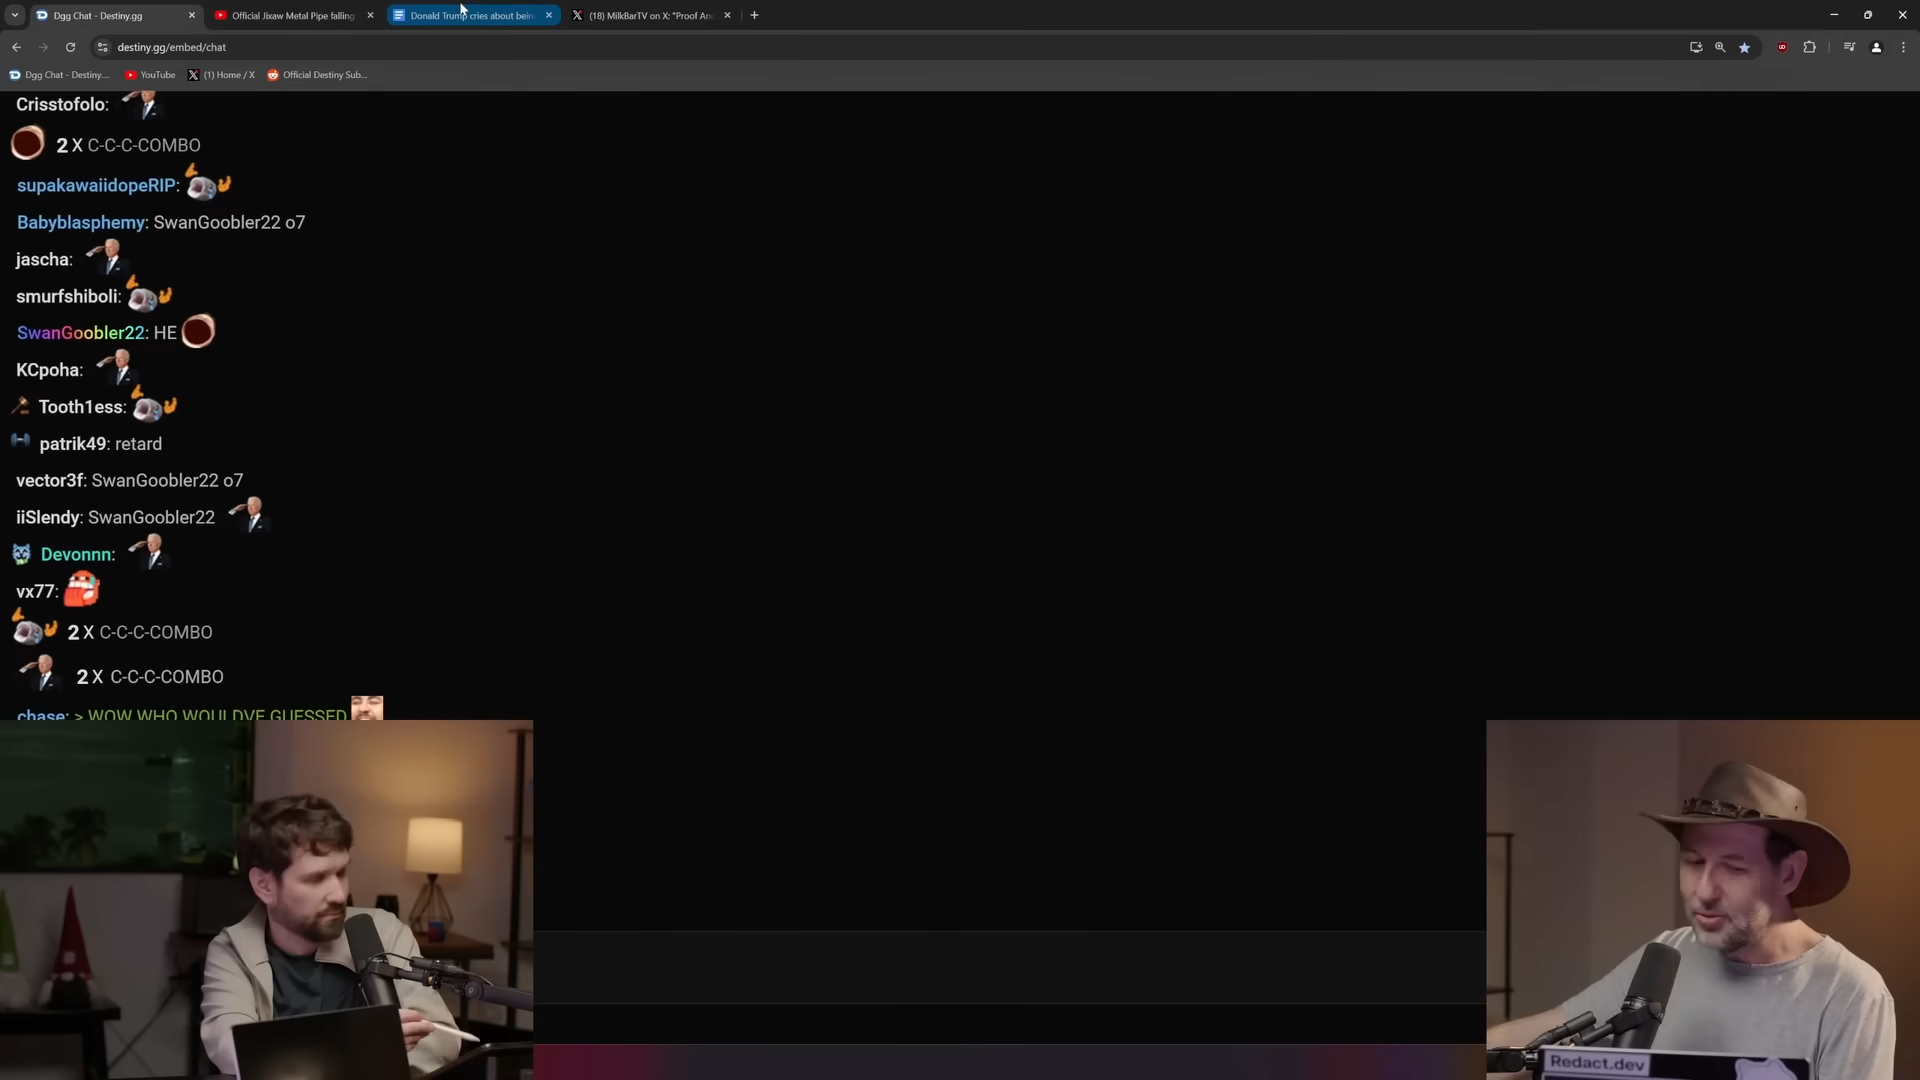 Dgg Chat - Destiny.gg
Official Jixaw Metal Pipe falling
Donald Trump cries about bein
(18) MilkBarTV on X: "Proof An
destiny.gg/embed/chat
Dgg Chat - Destiny....
YouTube
(1) Home / X
Official Destiny Sub...
Crisstofolo:
2 X C-C-C-COMBO
supakawaiidopeRIP:
Babyblasphemy: SwanGoobler22 o7
jascha:
smurfshiboli:
SwanGoobler22: HE
KCpoha:
Tooth1ess:
patrik49: retard
vector3f: SwanGoobler22 o7
iiSlendy: SwanGoobler22
Devonnn:
vx77:
2 X C-C-C-COMBO
2 X C-C-C-COMBO
chase: > WOW WHO WOULDVE GUESSED
Redact.dev